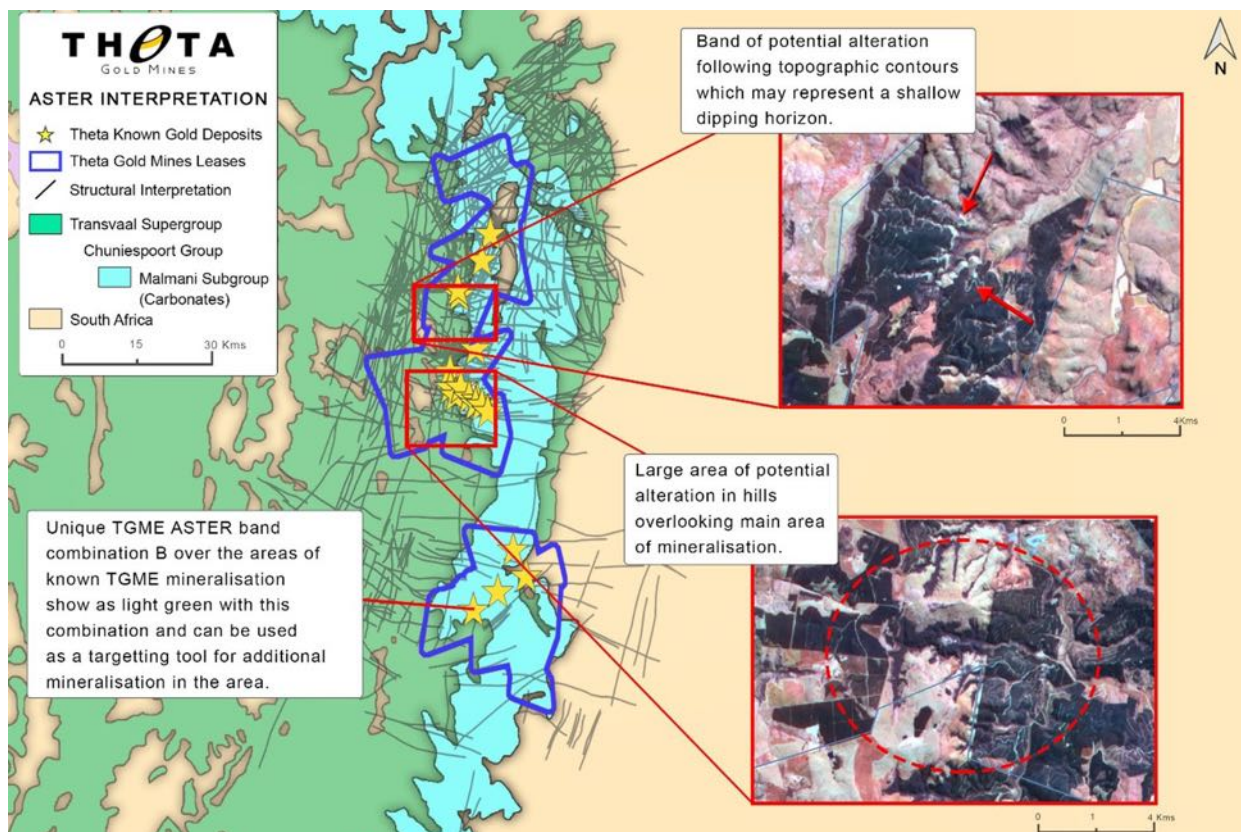 THETA
GOLD MINES
ASTER INTERPRETATION
Theta Known Gold Deposits
Theta Gold Mines Leases
Structural Interpretation
Transvaal Supergroup
Chuniespoort Group
Malmani Subgroup
(Carbonates)
South Africa
0 30 Kms
Band of potential alteration
following topographic contours
which may represent a shallow
dipping horizon.
N
0 1 4Kms
Large area of potential
alteration in hills
overlooking main area
of mineralisation.
Unique TGME ASTER band
combination B over the areas of
known TGME mineralisation
show as light green with this
combination and can be used
as a targetting tool for additional
mineralisation in the area.
0 1 4 Kms